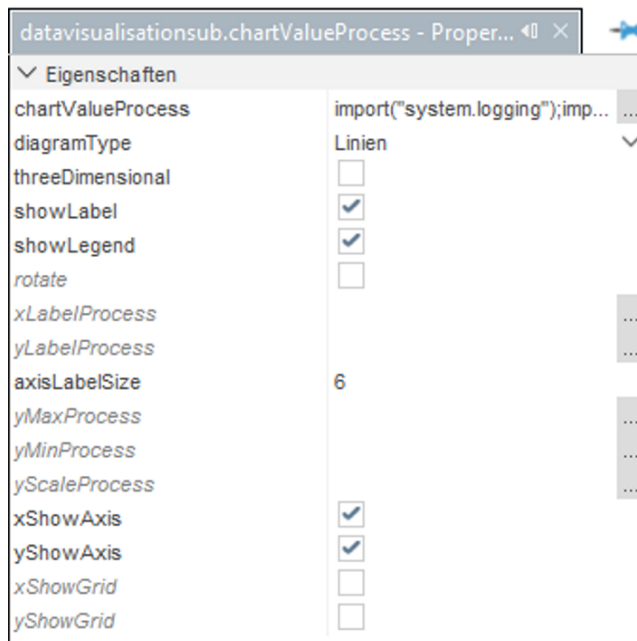 datavisualisationsub.chartValueProcess - Proper...
Eigenschaften
chartValueProcess import("system.logging");imp... ...
diagramType Linien
threeDimensional
showLabel
showLegend
rotate
xLabelProcess ...
yLabelProcess ...
axisLabelSize 6
yMaxProcess ...
yMinProcess ...
yScaleProcess ...
xShowAxis
yShowAxis
xShowGrid
yShowGrid